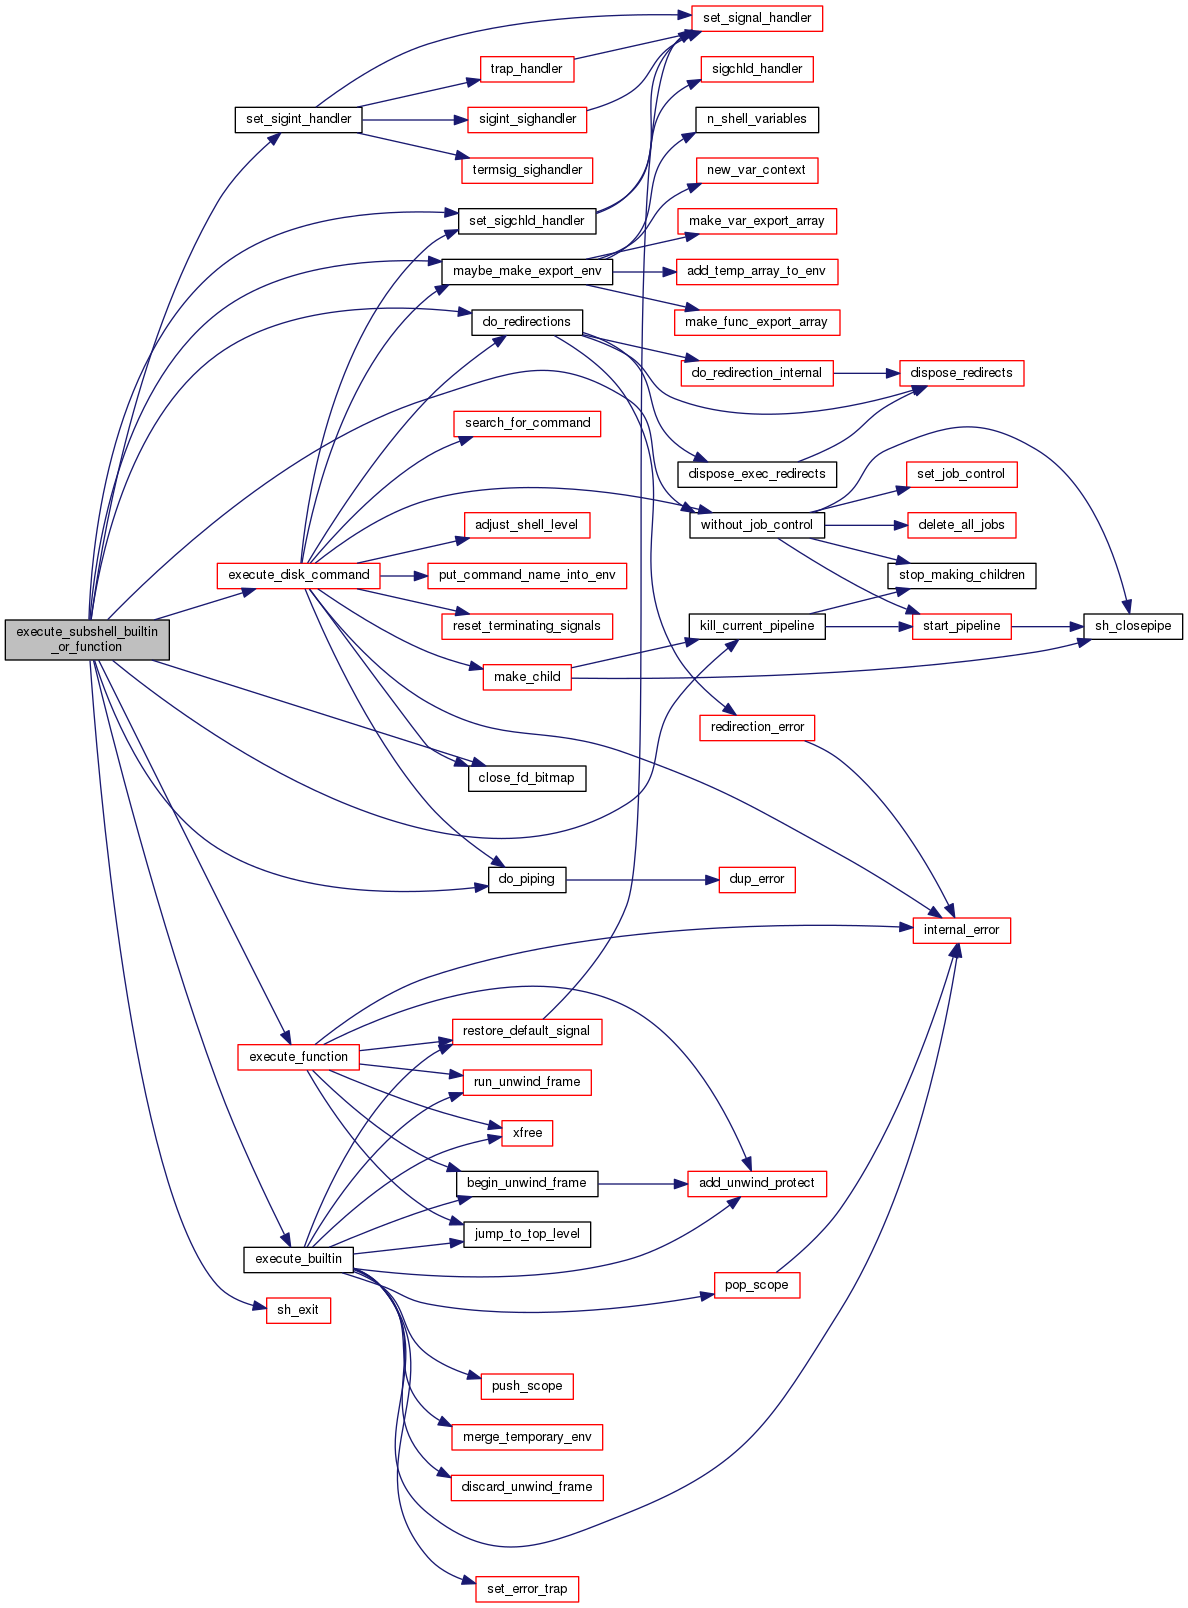 set_signal_handler
trap_handler
sigchld_handler
set_sigint_handler
sigint_sighandler
n_shell_variables
termsig_sighandler
new_var_context
set_sigchld_handler
make_var_export_array
maybe_make_export_env
add_temp_array_to_env
do_redirections
make_func_export_array
do_redirection_internal
dispose_redirects
search_for_command
dispose_exec_redirects
set_job_control
adjust_shell_level
without_job_control
delete_all_jobs
execute_disk_command
put_command_name_into_env
stop_making_children
execute_subshell_builtin
_or_function
reset_terminating_signals
kill_current_pipeline
start_pipeline
sh_closepipe
make_child
redirection_error
close_fd_bitmap
do_piping
dup_error
internal_error
restore_default_signal
execute_function
run_unwind_frame
xfree
begin_unwind_frame
add_unwind_protect
jump_to_top_level
execute_builtin
pop_scope
sh_exit
push_scope
merge_temporary_env
discard_unwind_frame
set_error_trap